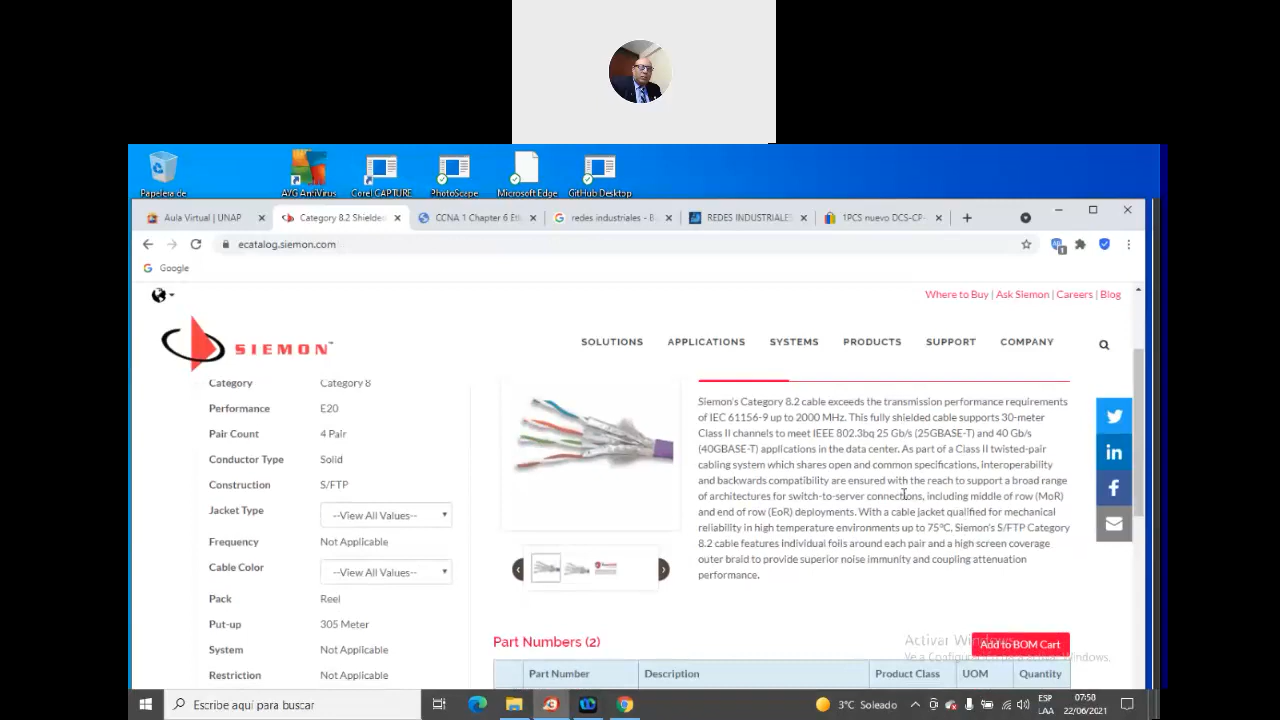 Papelera de
AVG AntiVirus
Corel CAPTURE
PhotoScape
Microsoft Edge
GitHub Desktop
Aula Virtual | UNAP
Category 8.2 Shielde
CCNA 1 Chapter 6 Et
redes industriales - B
REDES INDUSTRIALES
1PCS nuevo DCS-CP-
ecatalog.siemon.com
Google
Where to Buy | Ask Siemon | Careers | Blog
SIEMON
SOLUTIONS APPLICATIONS SYSTEMS PRODUCTS SUPPORT COMPANY
Category Category 8
Performance E20
Pair Count 4 Pair
Conductor Type Solid
Construction S/FTP
Jacket Type --View All Values--
Frequency Not Applicable
Cable Color --View All Values--
Pack Reel
Put-up 305 Meter
System Not Applicable
Restriction Not Applicable
Siemon's Category 8.2 cable exceeds the transmission performance requirements
of IEC 61156-9 up to 2000 MHz. This fully shielded cable supports 30-meter
Class II channels to meet IEEE 802.3bq 25 Gb/s (25GBASE-T) and 40 Gb/s
(40GBASE-T) applications in the data center. As part of a Class II twisted-pair
cabling system which shares open and common specifications, interoperability
and backwards compatibility are ensured with the reach to support a broad range
of architectures for switch-to-server connections, including middle of row (MoR)
and end of row (EoR) deployments. With a cable jacket qualified for mechanical
reliability in high temperature environments up to 75°C, Siemon's S/FTP Category
8.2 cable features individual foils around each pair and a high screen coverage
outer braid to provide superior noise immunity and coupling attenuation
performance.
Part Numbers (2)
Add to BOM Cart
Part Number Description Product Class UOM Quantity
Escribe aquí para buscar
3°C Soleado
ESP
LAA
07:58
22/06/2021